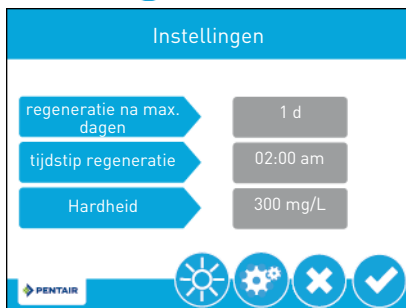 Instellingen
regeneratie na max.
dagen
1 d
tijdstip regeneratie
02:00 am
Hardheid
300 mg/L
PENTAIR